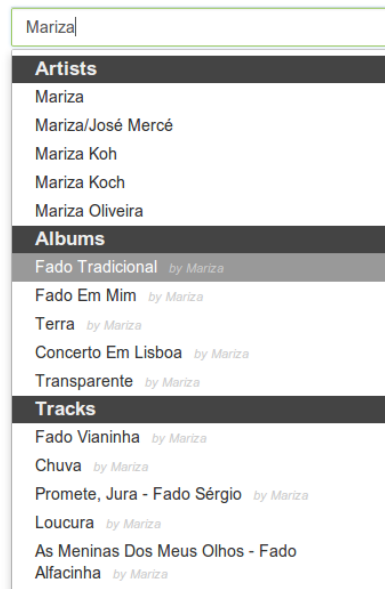 Mariza
Artists
Mariza
Mariza/José Mercé
Mariza Koh
Mariza Koch
Mariza Oliveira
Albums
Fado Tradicional by Mariza
Fado Em Mim by Mariza
Terra by Mariza
Concerto Em Lisboa by Mariza
Transparente by Mariza
Tracks
Fado Vianinha by Mariza
Chuva by Mariza
Promete, Jura - Fado Sérgio by Mariza
Loucura by Mariza
As Meninas Dos Meus Olhos - Fado
Alfacinha by Mariza